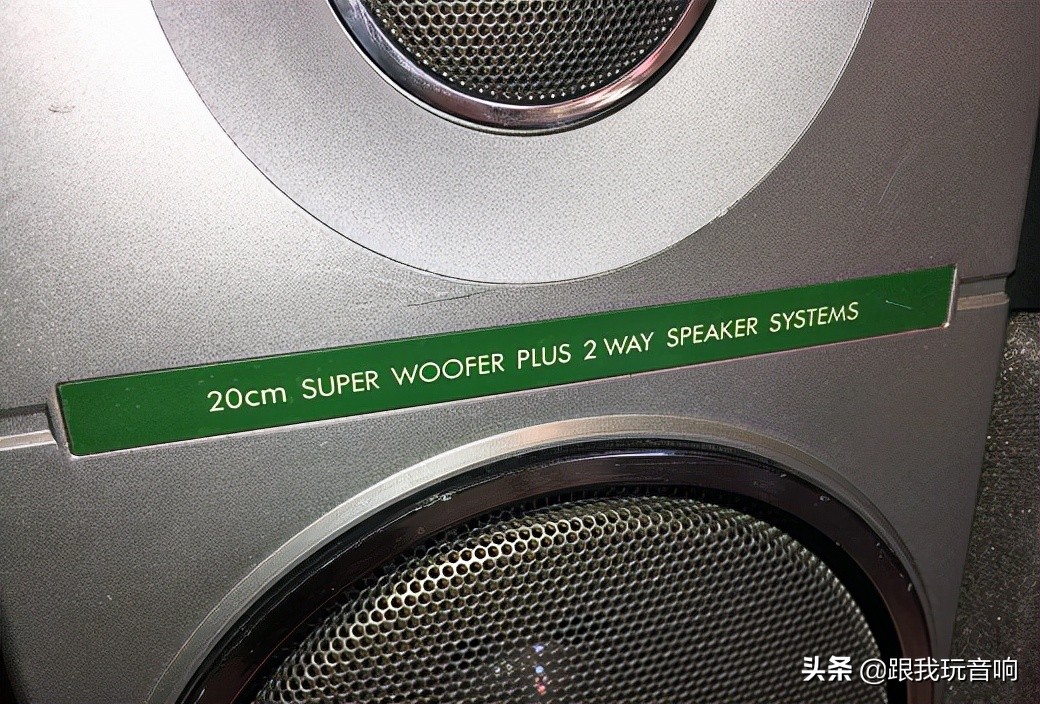 20cm SUPER WOOFER PLUS 2 WAY SPEAKER SYSTEMS
头条 @跟我玩音响